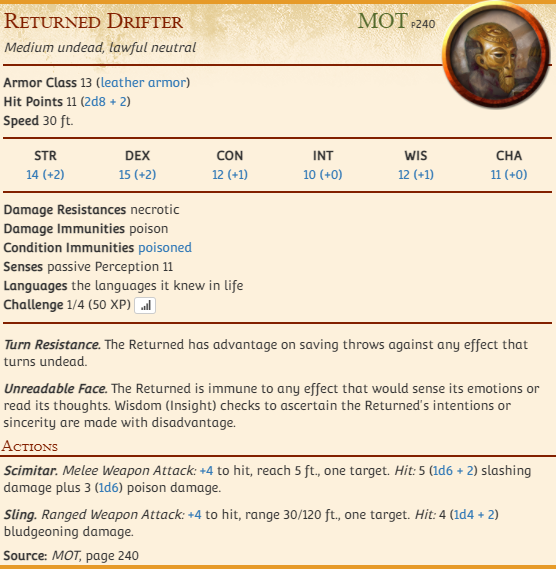 Returned Drifter MOT p240
Medium undead, lawful neutral
Armor Class 13 (leather armor)
Hit Points 11 (2d8 + 2)
Speed 30 ft.
STR DEX CON INT WIS CHA
14 (+2) 15 (+2) 12 (+1) 10 (+0) 12 (+1) 11 (+0)
Damage Resistances necrotic
Damage Immunities poison
Condition Immunities poisoned
Senses passive Perception 11
Languages the languages it knew in life
Challenge 1/4 (50 XP)
Turn Resistance. The Returned has advantage on saving throws against any effect that
turns undead.
Unreadable Face. The Returned is immune to any effect that would sense its emotions or
read its thoughts. Wisdom (Insight) checks to ascertain the Returned's intentions or
sincerity are made with disadvantage.
Actions
Scimitar. Melee Weapon Attack: +4 to hit, reach 5 ft., one target. Hit: 5 (1d6 + 2) slashing
damage plus 3 (1d6) poison damage.
Sling. Ranged Weapon Attack: +4 to hit, range 30/120 ft., one target. Hit: 4 (1d4 + 2)
bludgeoning damage.
Source: MOT, page 240